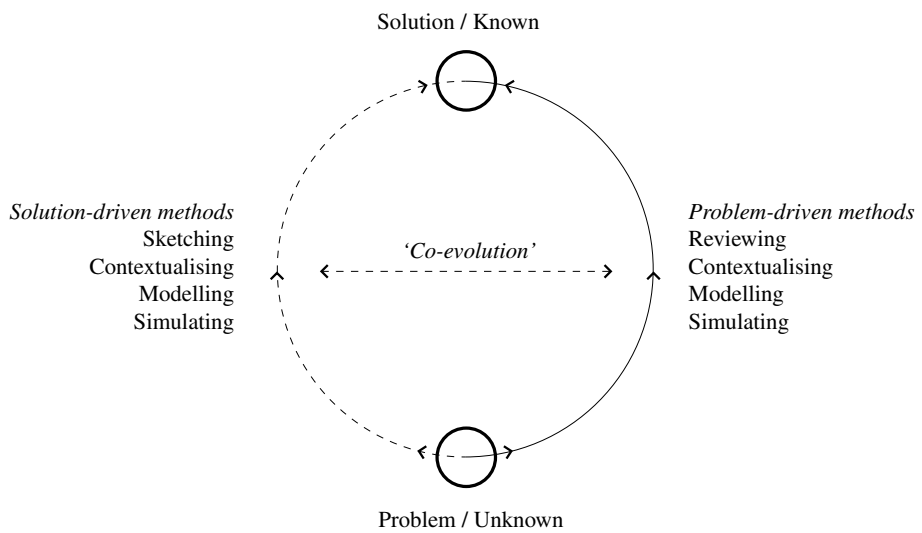 Solution / Known
Solution-driven methods
Sketching
Contextualising
Modelling
Simulating
‘Co-evolution’
Problem-driven methods
Reviewing
Contextualising
Modelling
Simulating
Problem / Unknown